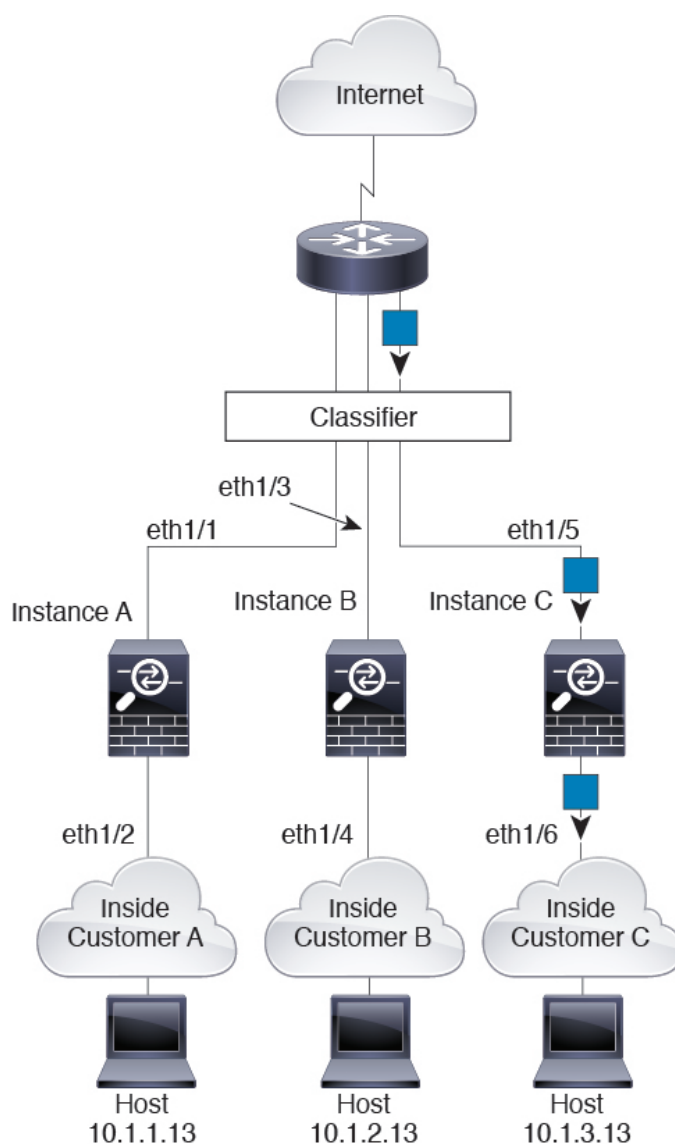 Internet
Classifier
eth1/3
eth1/1
eth1/5
Instance A
Instance B
Instance C
eth1/2
eth1/4
eth1/6
Inside
Customer A
Inside
Customer B
Inside
Customer C
Host
10.1.1.13
Host
10.1.2.13
Host
10.1.3.13